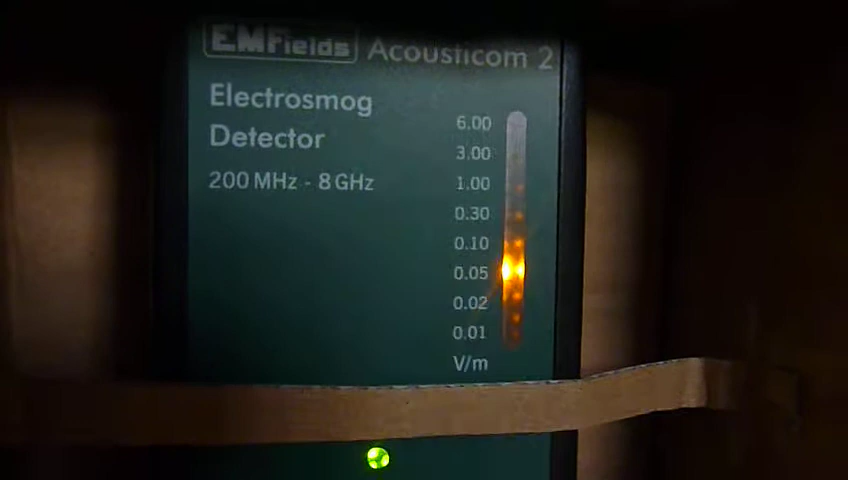 EMFields Acousticom 2
Electrosmog
Detector
200 MHz - 8 GHz
6.00
3.00
1.00
0.30
0.10
0.05
0.02
0.01
V/m